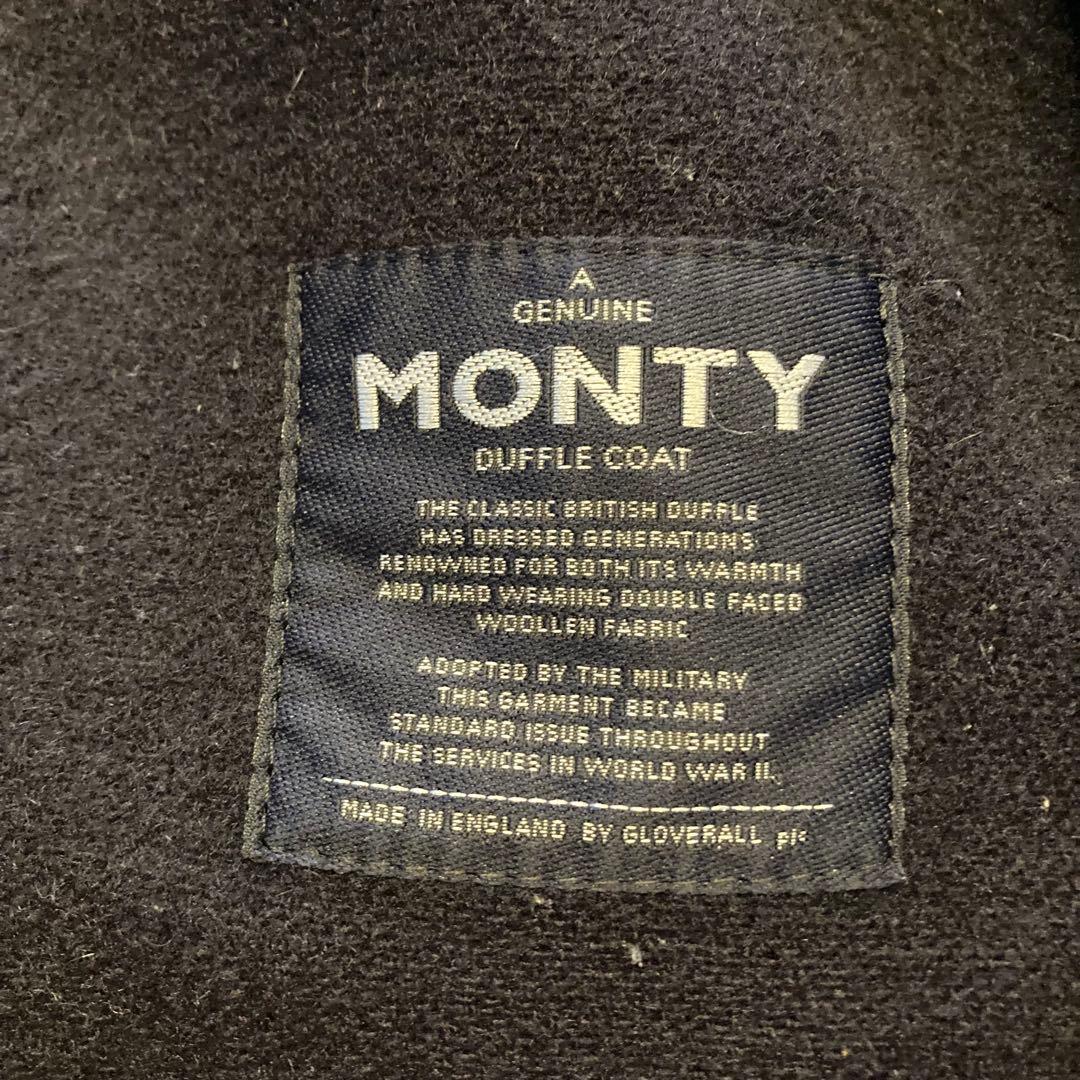 A
GENUINE
MONTY
DUFFLE COAT
THE CLASSIC BRITISH DUFFLE
HAS DRESSED GENERATIONS
RENOWNED FOR BOTH ITS WARMTH
AND HARD WEARING DOUBLE FACED
WOOLLEN FABRIC
ADOPTED BY THE MILITARY
THIS GARMENT BECAME
STANDARD ISSUE THROUGHOUT
THE SERVICES IN WORLD WAR II.
MADE IN ENGLAND BY GLOVERALL plc